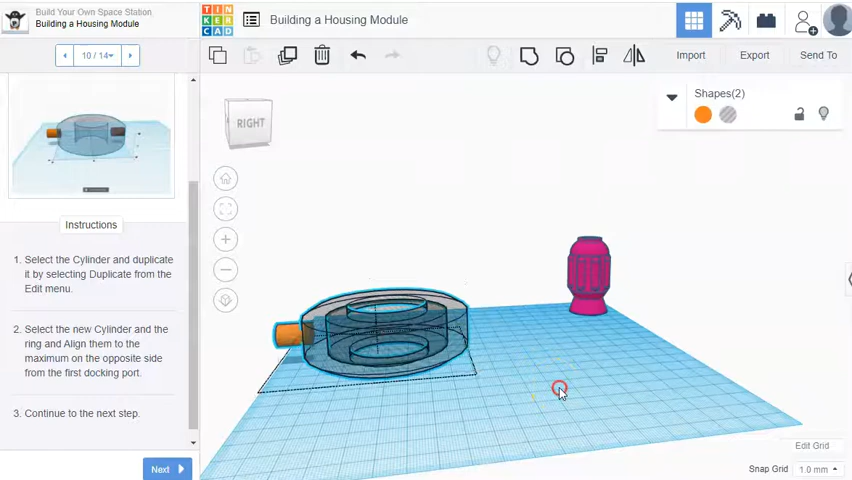 Build Your Own Space Station
Building a Housing Module
TIN
KER
CAD
Building a Housing Module
10 / 14
Import
Export
Send To
Shapes(2)
RIGHT
Instructions
1. Select the Cylinder and duplicate
it by selecting Duplicate from the
Edit menu.
2. Select the new Cylinder and the
ring and Align them to the
maximum on the opposite side
from the first docking port.
3. Continue to the next step.
Next
Edit Grid
Snap Grid
1.0 mm